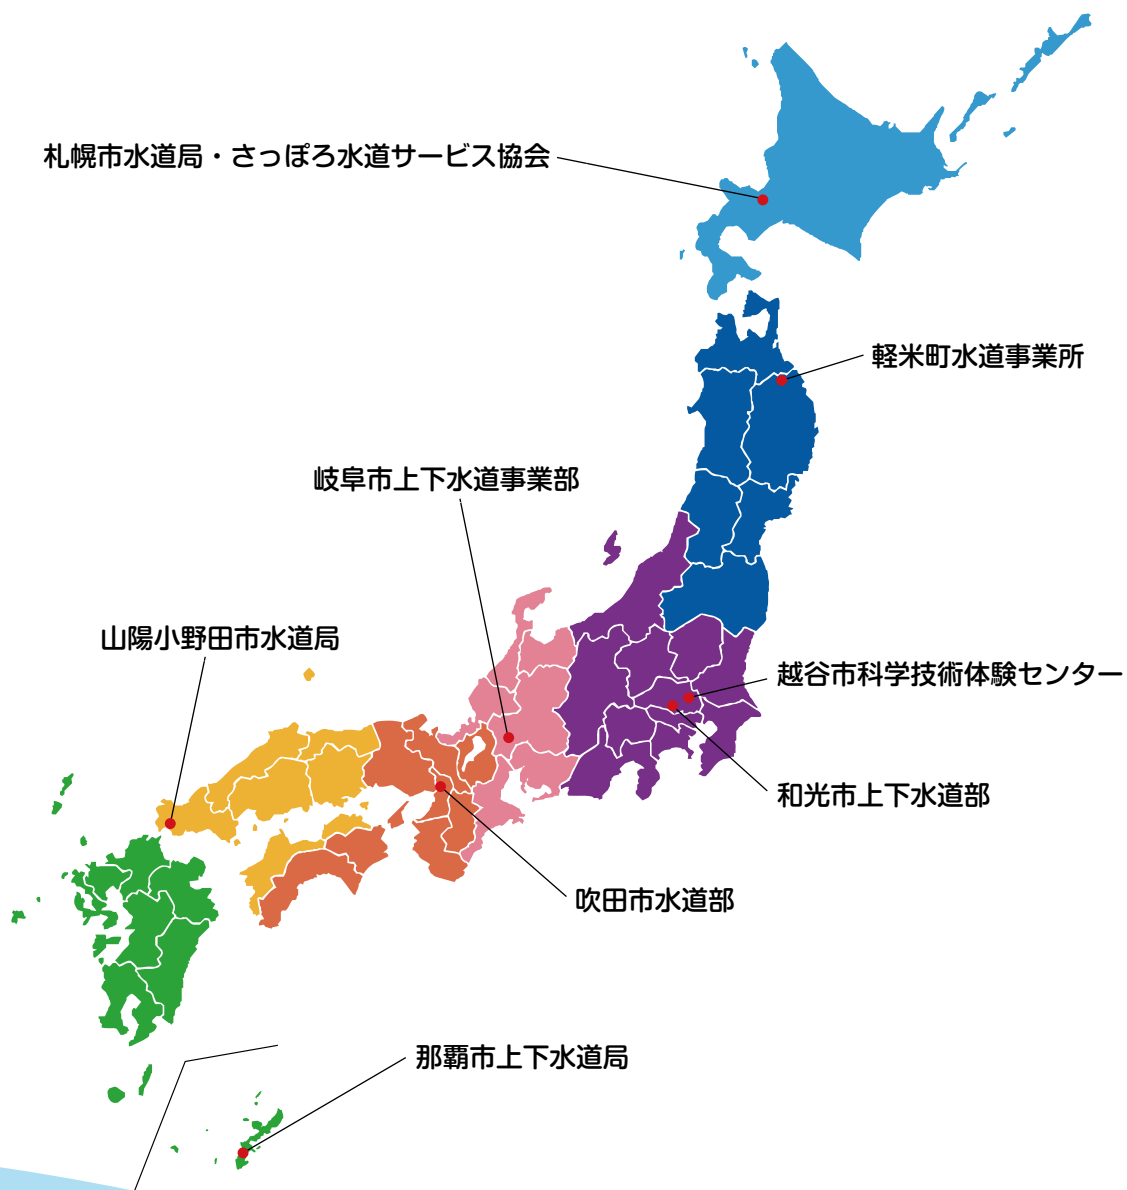 札幌市水道局・さっぽろ水道サービス協会
軽米町水道事業所
岐阜市上下水道事業部
山陽小野田市水道局
越谷市科学技術体験センター
和光市上下水道部
吹田市水道部
那覇市上下水道局